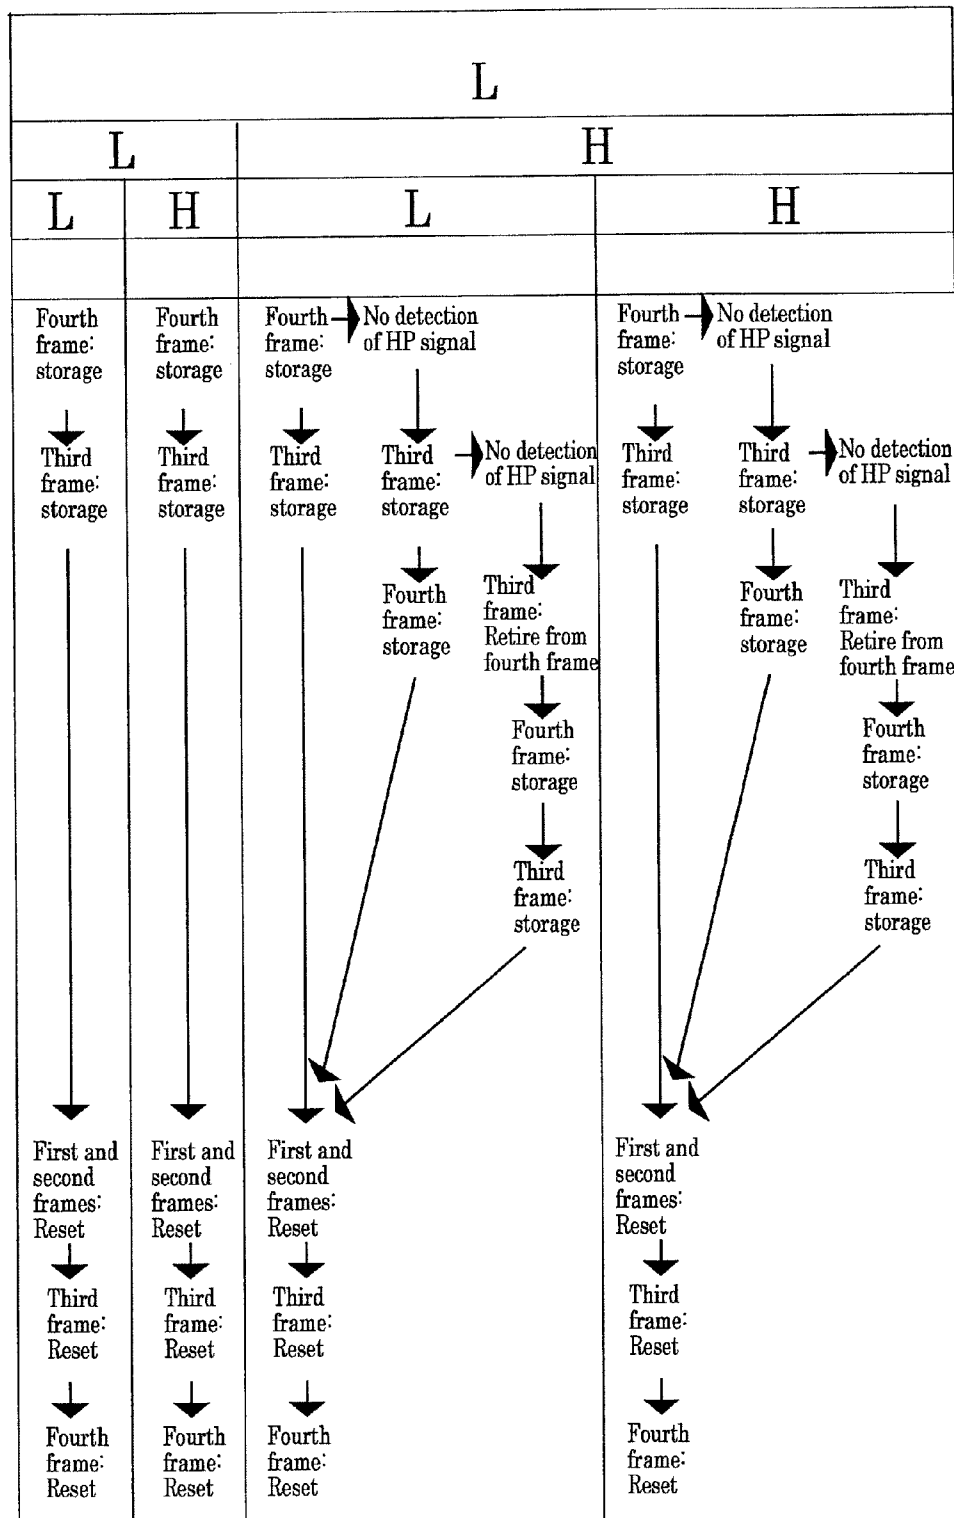 L
L
H
L
H
L
H
Fourth
frame:
storage
Third
frame:
storage
First and
second
frames:
Reset
Third
frame:
Reset
Fourth
frame:
Reset
Fourth
frame:
storage
Third
frame:
storage
First and
second
frames:
Reset
Third
frame:
Reset
Fourth
frame:
Reset
Fourth
frame:
storage
No detection
of HP signal
Third
frame:
storage
Third
frame:
storage
No detection
of HP signal
Fourth
frame:
storage
Third
frame:
Retire from
fourth frame
Fourth
frame:
storage
Third
frame:
storage
First and
second
frames:
Reset
Third
frame:
Reset
Fourth
frame:
Reset
Fourth
frame:
storage
No detection
of HP signal
Third
frame:
storage
Third
frame:
storage
No detection
of HP signal
Fourth
frame:
storage
Third
frame:
Retire from
fourth frame
Fourth
frame:
storage
Third
frame:
storage
First and
second
frames:
Reset
Third
frame:
Reset
Fourth
frame:
Reset